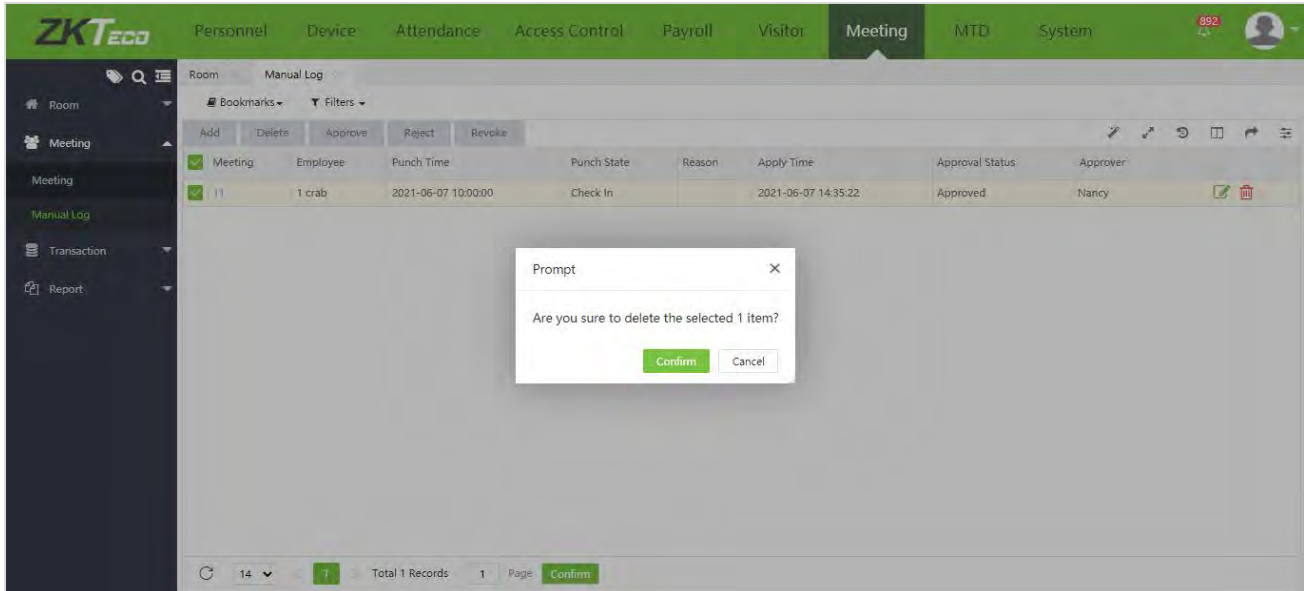 ZKTECO Personnel Device Attendance Access Control Payroll Visitor Meeting MTD System 892
Room Manual Log
Room
Bookmarks Filters
Meeting
Add Delete Approve Reject Revoke
Meeting Employee Punch Time Punch State Reason Apply Time Approval Status Approver
Meeting
11 1 crab 2021-06-07 10:00:00 Check In 2021-06-07 14:35:22 Approved Nancy
Manual Log
Transaction
Report
Prompt
Are you sure to delete the selected 1 item?
Confirm Cancel
14 1 Total 1 Records 1 Page Confirm